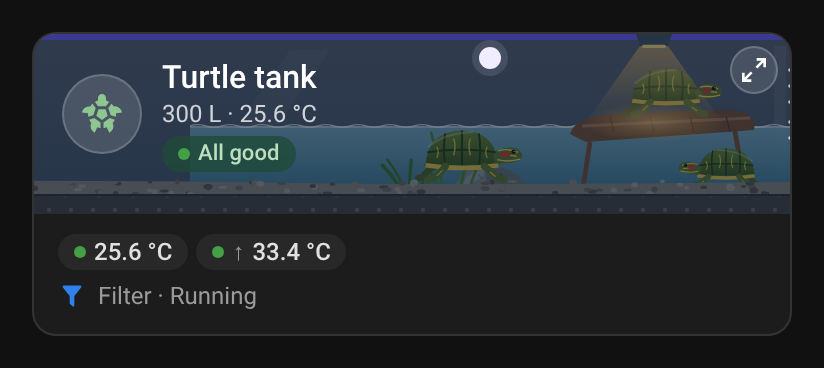 Turtle tank
300 L · 25.6 °C
All good
25.6 °C
↑ 33.4 °C
Filter · Running